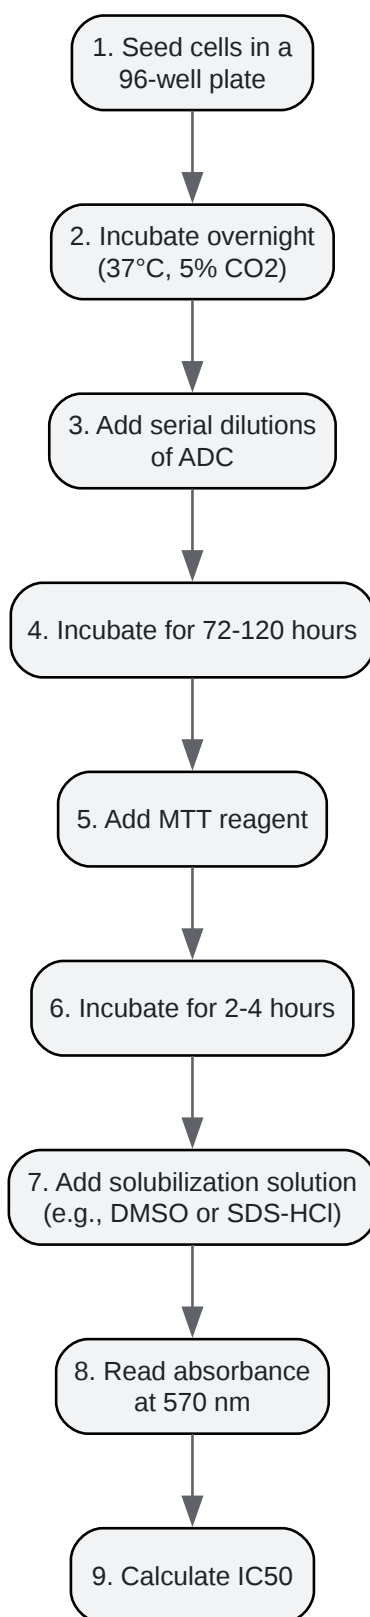 1. Seed cells in a
96-well plate
2. Incubate overnight
(37°C, 5% CO2)
3. Add serial dilutions
of ADC
4. Incubate for 72-120 hours
5. Add MTT reagent
6. Incubate for 2-4 hours
7. Add solubilization solution
(e.g., DMSO or SDS-HCl)
8. Read absorbance
at 570 nm
9. Calculate IC50